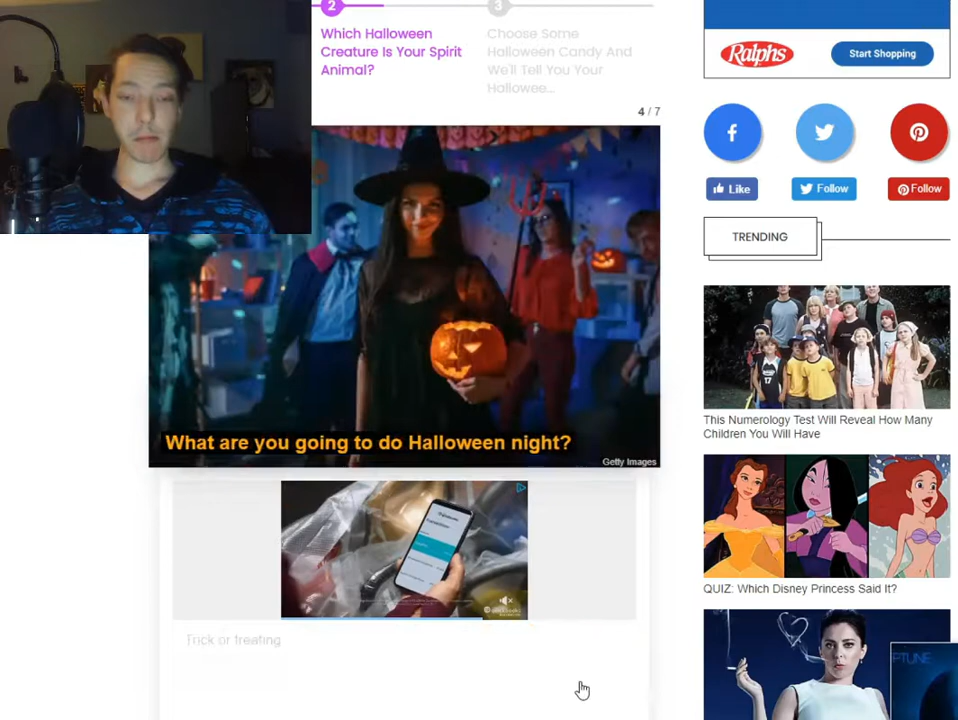 2
3
Which Halloween
Creature Is Your Spirit
Animal?
Choose Some
Halloween Candy And
We'll Tell You Your
Hallowee...
4 / 7
What are you going to do Halloween night?
Getty Images
Trick or treating
Ralphs
Start Shopping
Like
Follow
Follow
TRENDING
17
This Numerology Test Will Reveal How Many
Children You Will Have
QUIZ: Which Disney Princess Said It?